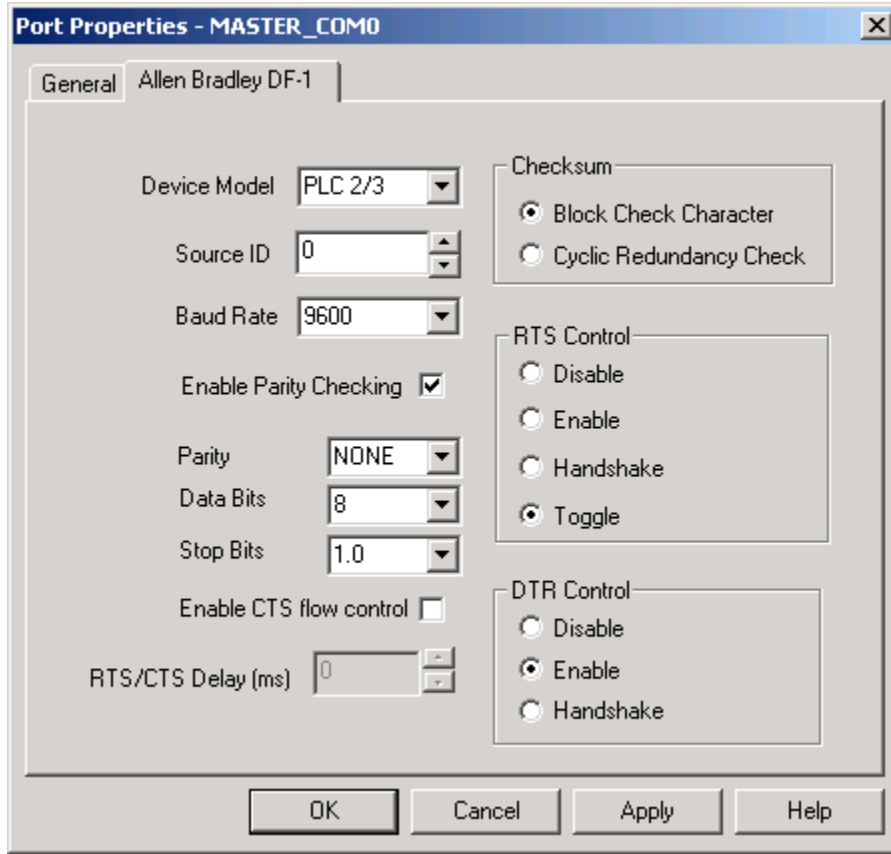 Port Properties - MASTER_COM0
General
Allen Bradley DF-1
Device Model
PLC 2/3
Source ID
0
Baud Rate
9600
Enable Parity Checking
Parity
NONE
Data Bits
8
Stop Bits
1.0
Enable CTS flow control
RTS/CTS Delay (ms)
0
Checksum
Block Check Character
Cyclic Redundancy Check
RTS Control
Disable
Enable
Handshake
Toggle
DTR Control
Disable
Enable
Handshake
OK
Cancel
Apply
Help